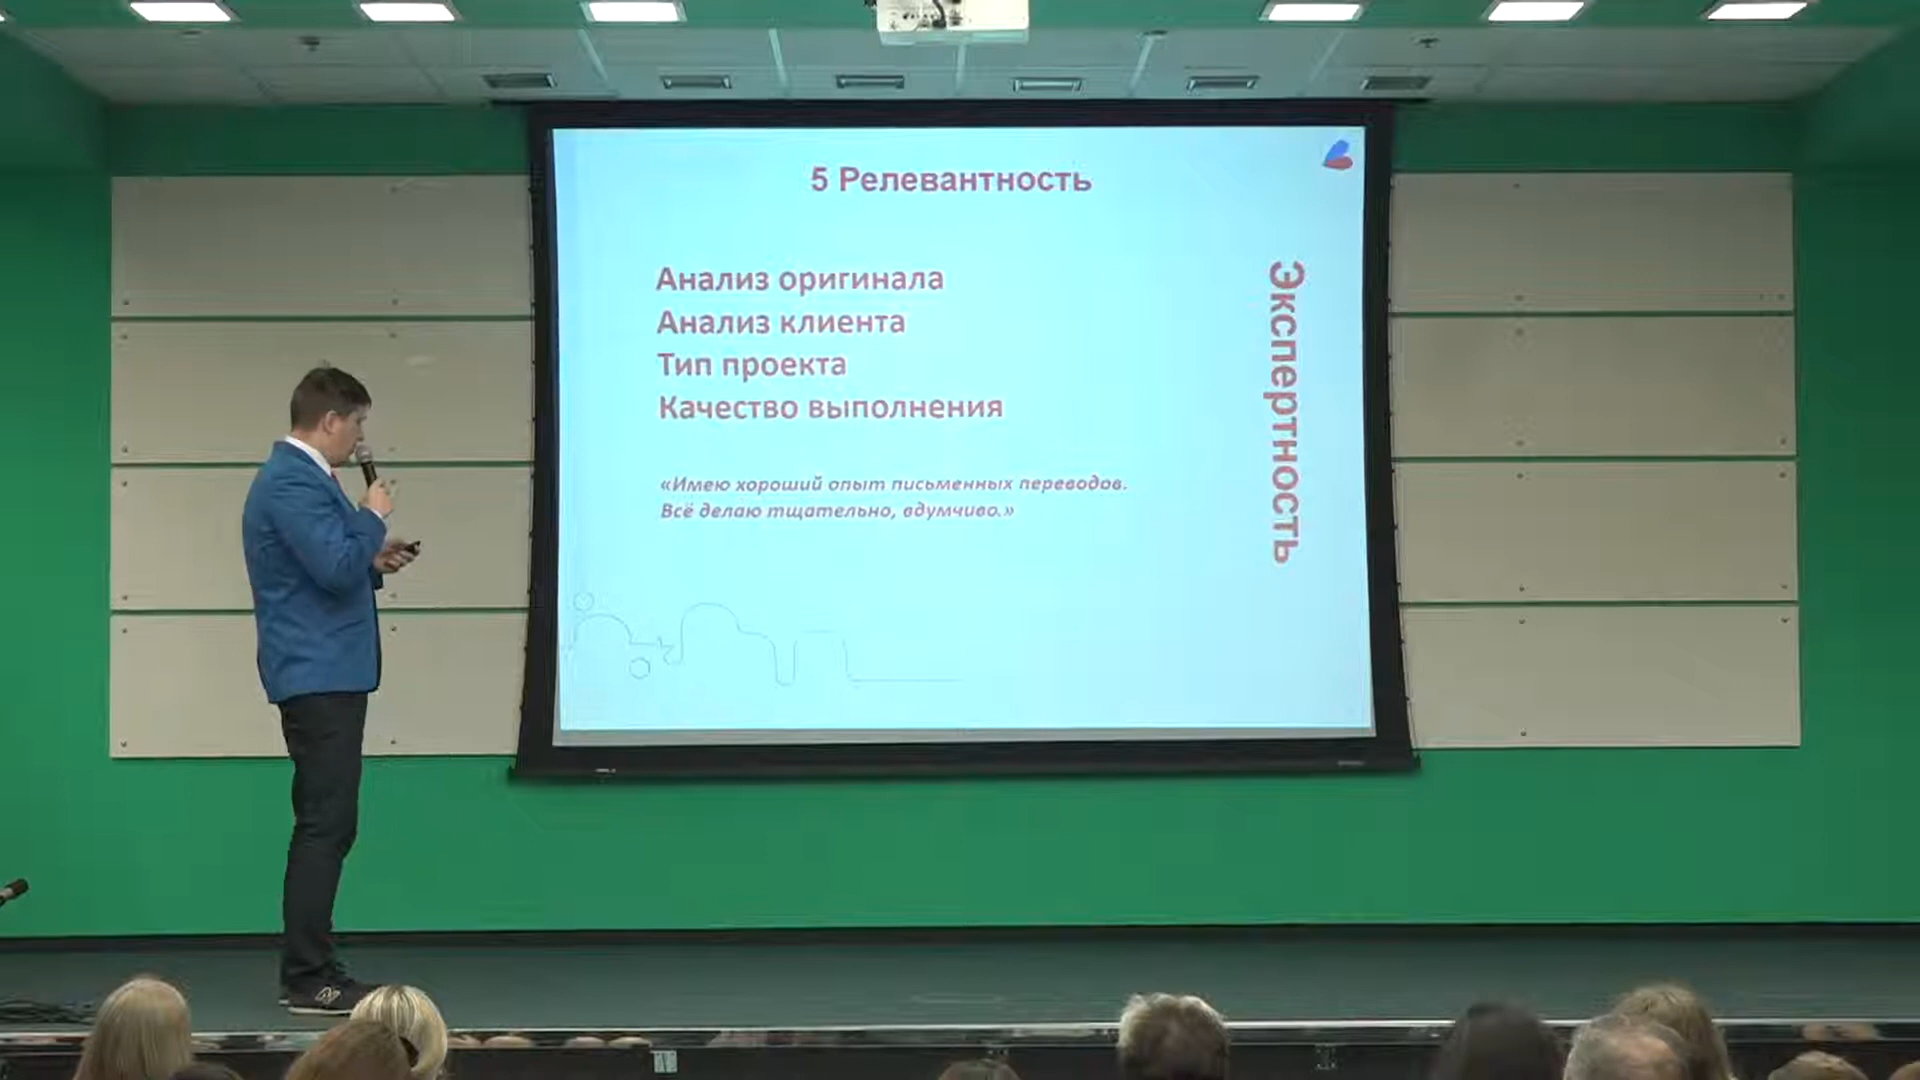 5 Релевантность
Анализ оригинала
Анализ клиента
Тип проекта
Качество выполнения
«Имею хороший опыт письменных переводов.
Всё делаю тщательно, вдумчиво.»
Экспертность